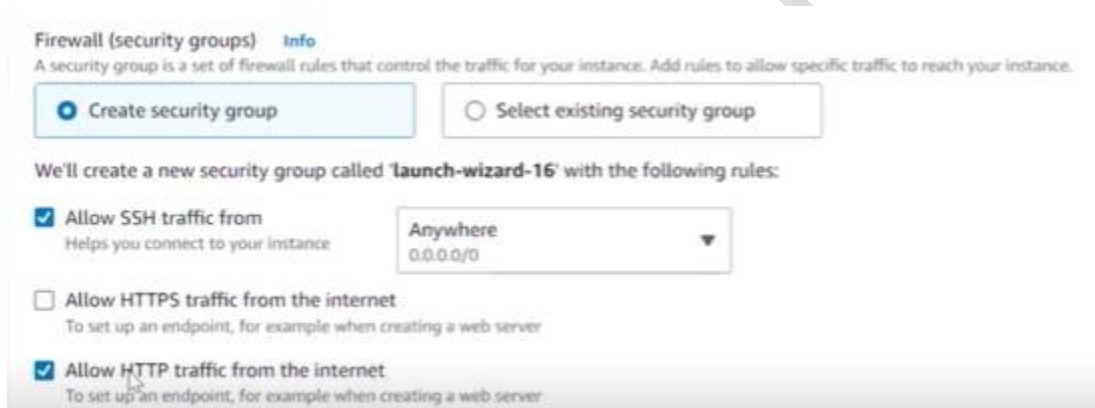 Firewall (security groups) Info
A security group is a set of firewall rules that control the traffic for your instance. Add rules to allow specific traffic to reach your instance.
Create security group
Select existing security group
We'll create a new security group called 'launch-wizard-16' with the following rules:
Allow SSH traffic from
Helps you connect to your instance
Anywhere
0.0.0.0/0
Allow HTTPS traffic from the internet
To set up an endpoint, for example when creating a web server
Allow HTTP traffic from the internet
To set up an endpoint, for example when creating a web server